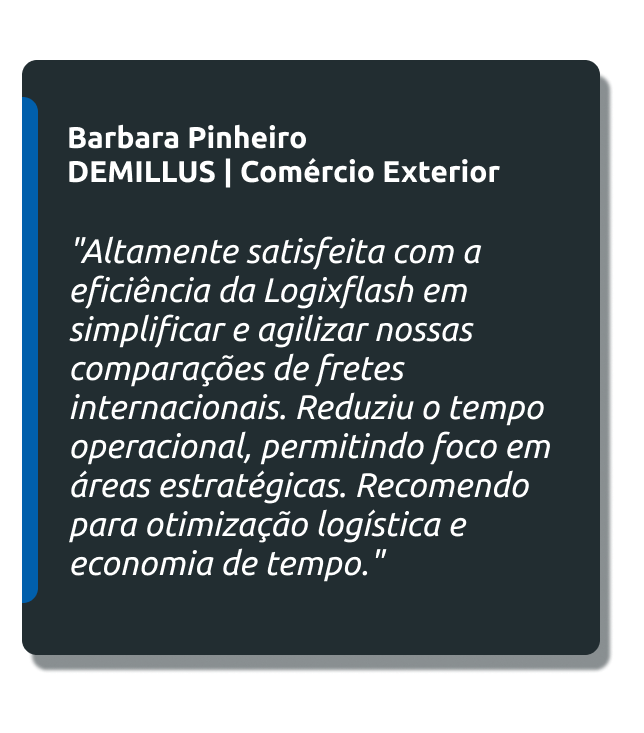 Barbara Pinheiro
DEMILLUS | Comércio Exterior
"Altamente satisfeita com a
eficiência da Logixflash em
simplificar e agilizar nossas
comparações de fretes
internacionais. Reduziu o tempo
operacional, permitindo foco em
áreas estratégicas. Recomendo
para otimização logística e
economia de tempo."